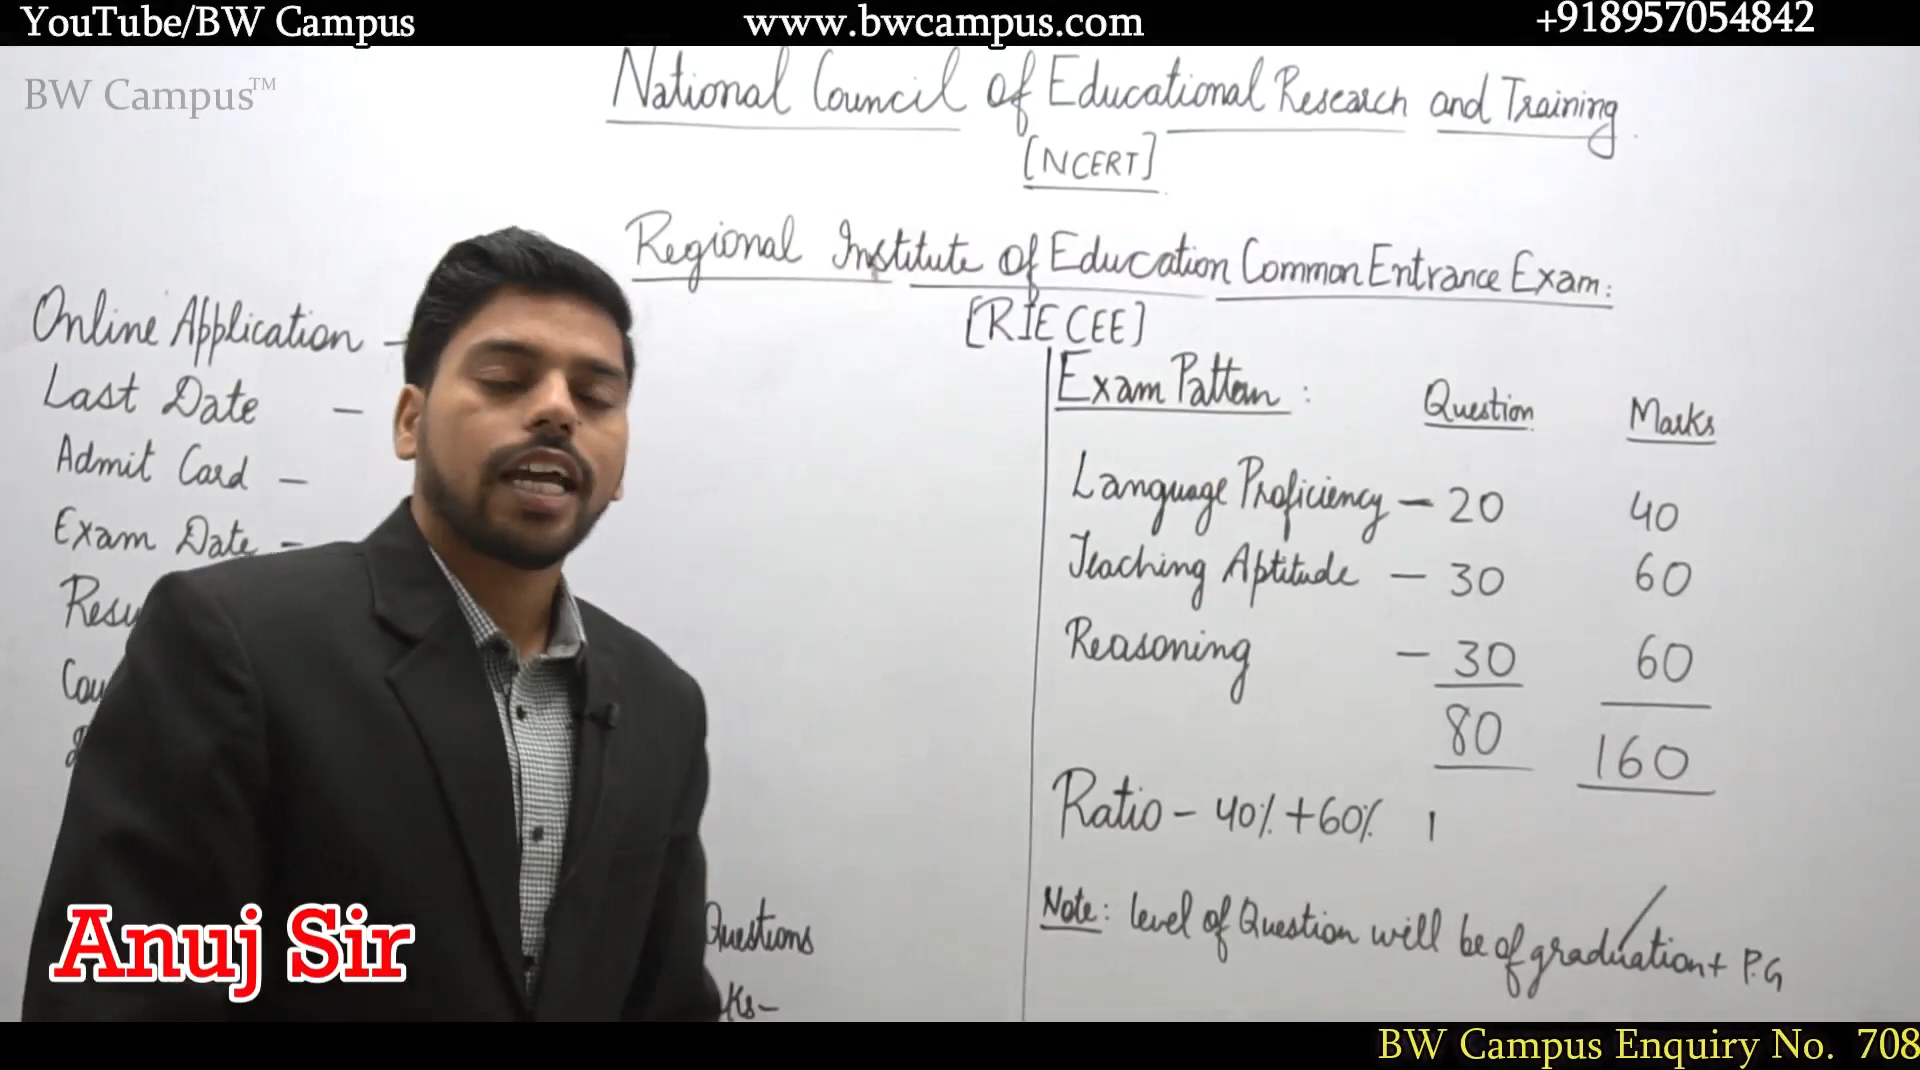 YouTube/BW Campus
www.bwcampus.com
+918957054842
BW Campus™
National Council of Educational Research and Training
[NCERT]
Regional Institute of Education Common Entrance Exam:
[RIE CEE]
Online Application -
Last Date -
Admit Card -
Exam Date -
Exam Pattern : Question Marks
Language Proficiency - 20 40
Teaching Aptitude - 30 60
Reasoning - 30 60
80 160
Ratio - 40% + 60%
Note: level of Question will be of graduation + P.G
Questions
Anuj Sir
BW Campus Enquiry No. 708